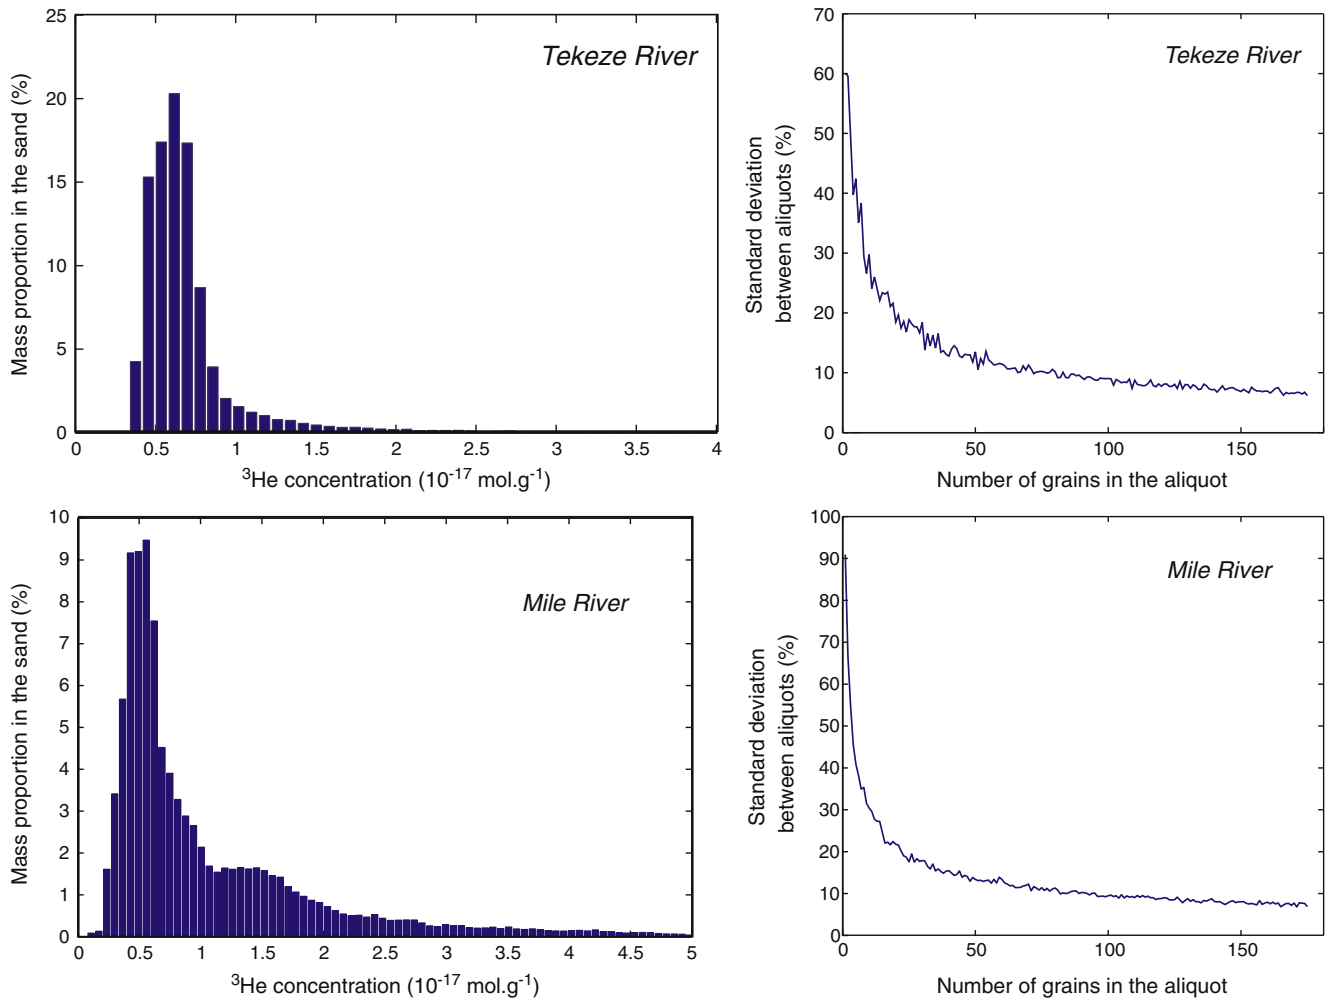 Tekeze River
Mass proportion in the sand (%)
25
20
15
10
5
0
0 0.5 1 1.5 2 2.5 3 3.5 4
³He concentration (10⁻¹⁷ mol.g⁻¹)
Tekeze River
Standard deviation
between aliquots (%)
70
60
50
40
30
20
10
0
0 50 100 150
Number of grains in the aliquot
Mile River
Mass proportion in the sand (%)
10
9
8
7
6
5
4
3
2
1
0
0 0.5 1 1.5 2 2.5 3 3.5 4 4.5 5
³He concentration (10⁻¹⁷ mol.g⁻¹)
Mile River
Standard deviation
between aliquots (%)
100
90
80
70
60
50
40
30
20
10
0
0 50 100 150
Number of grains in the aliquot